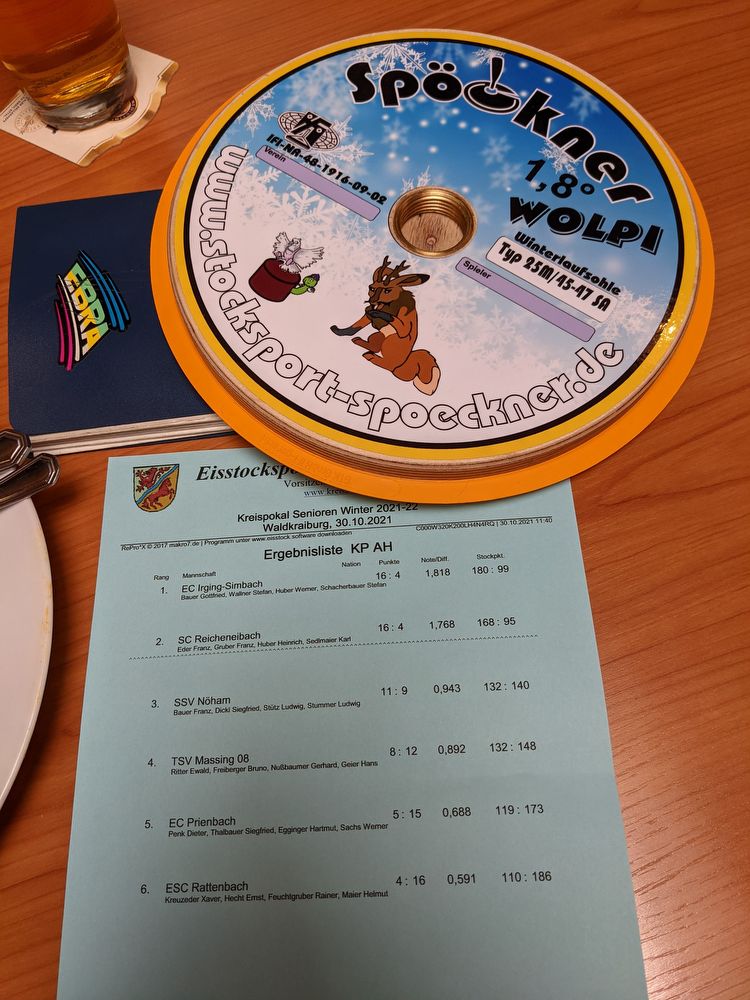 Spöckner
IFI-NR-48-1916-09-02
Verein
1,8°
WOLPI
Winterlaufsohle
Typ 25M/45-47 SA
Spieler
www.stocksport-spoeckner.de
EBRA
Eisstocksp
Vorsitze
www.krei
Kreispokal Senioren Winter 2021-22
Waldkraiburg, 30.10.2021
RePro*X © 2017 makro7.de | Programm unter www.eisstock.software downloaden
C000W320K200LH4N4RQ | 30.10.2021 11:40
Ergebnisliste KP AH
Rang Mannschaft Nation Punkte Note/Diff. Stockpkt.
1. EC Irging-Simbach 16 : 4 1,818 180 : 99
Bauer Gottfried, Wallner Stefan, Huber Werner, Schacherbauer Stefan
2. SC Reicheneibach 16 : 4 1,768 168 : 95
Eder Franz, Gruber Franz, Huber Heinrich, Sedlmaier Karl
3. SSV Nöham 11 : 9 0,943 132 : 140
Bauer Franz, Dickl Siegfried, Stütz Ludwig, Stummer Ludwig
4. TSV Massing 08 8 : 12 0,892 132 : 148
Ritter Ewald, Freiberger Bruno, Nußbaumer Gerhard, Geier Hans
5. EC Prienbach 5 : 15 0,688 119 : 173
Penk Dieter, Thalbauer Siegfried, Egginger Hartmut, Sachs Werner
6. ESC Rattenbach 4 : 16 0,591 110 : 186
Kreuzeder Xaver, Hecht Ernst, Feuchtgruber Rainer, Maier Helmut